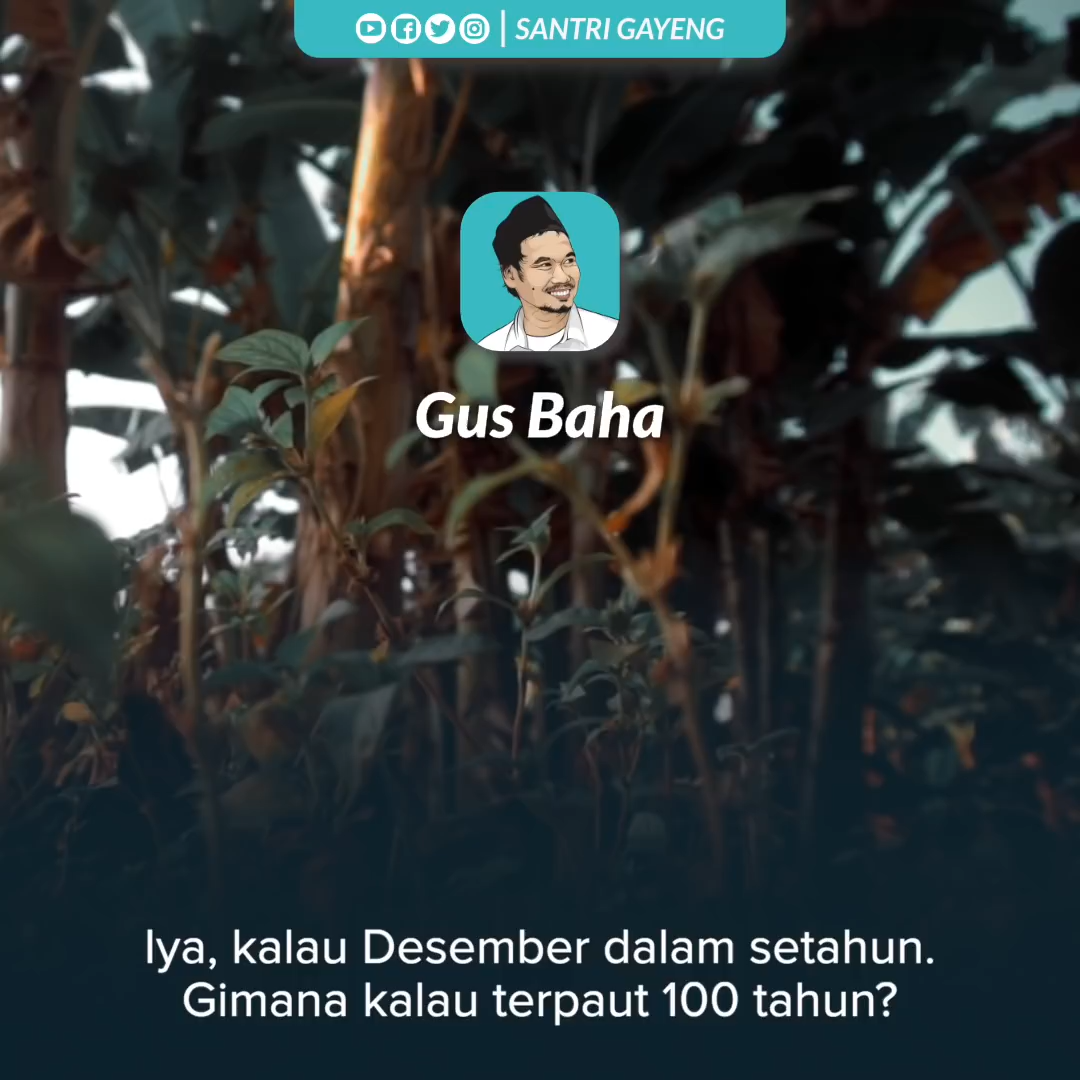 | SANTRI GAYENG
Gus Baha
Iya, kalau Desember dalam setahun.
Gimana kalau terpaut 100 tahun?